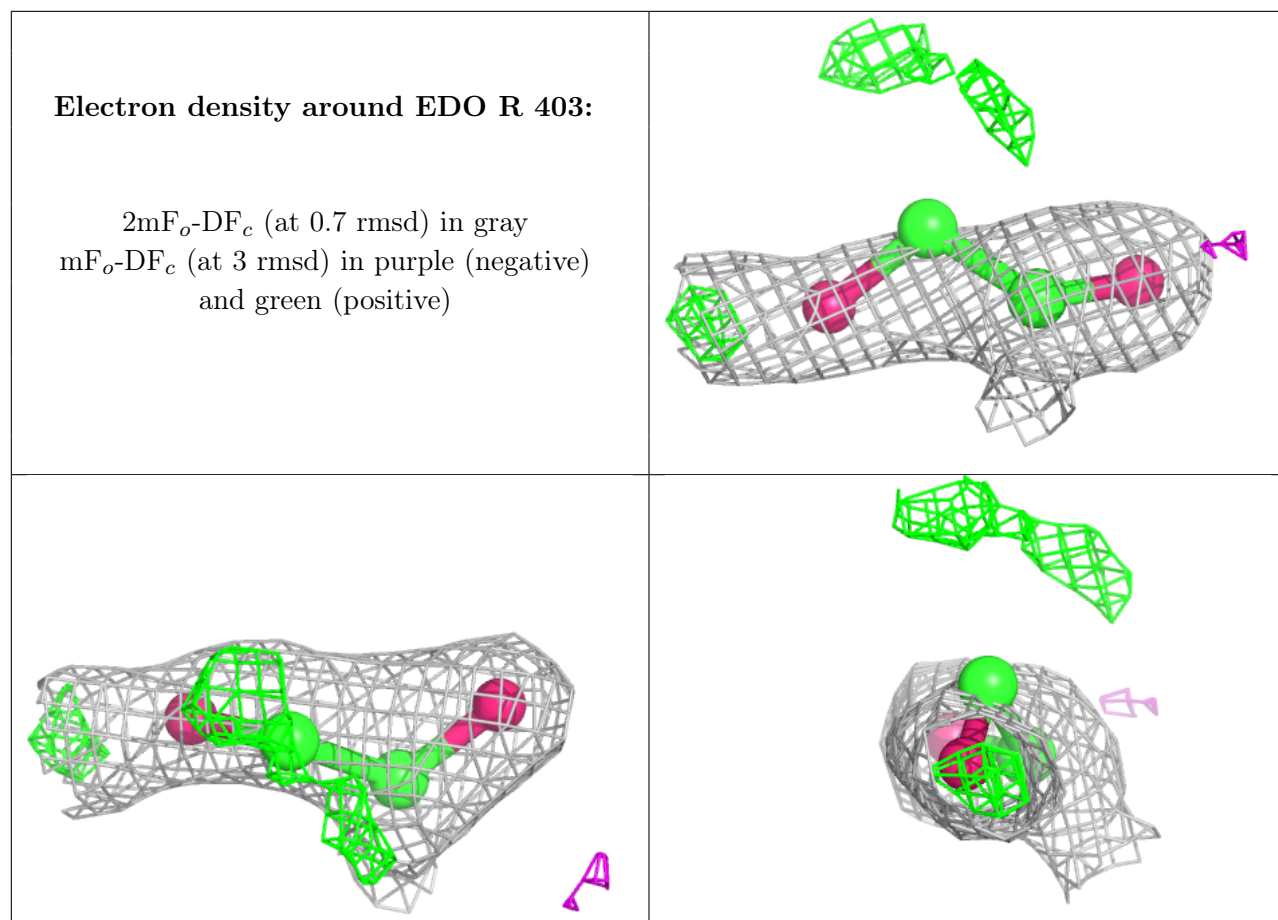 Electron density around EDO R 403:
2mFo-DFc (at 0.7 rmsd) in gray
mFo-DFc (at 3 rmsd) in purple (negative)
and green (positive)